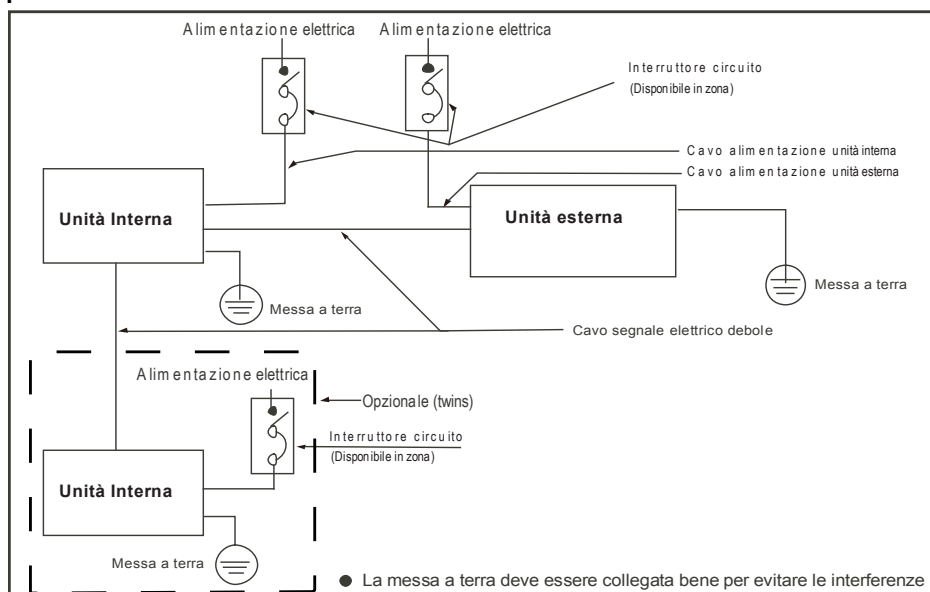 Alimentazione elettrica
Alimentazione elettrica
Interruttore circuito
(Disponibile in zona)
Cavo alimentazione unità interna
Cavo alimentazione unità esterna
Unità Interna
Unità esterna
Messa a terra
Messa a terra
Cavo segnale elettrico debole
Alimentazione elettrica
Opzionale (twins)
Interruttore circuito
(Disponibile in zona)
Unità Interna
Messa a terra
● La messa a terra deve essere collegata bene per evitare le interferenze